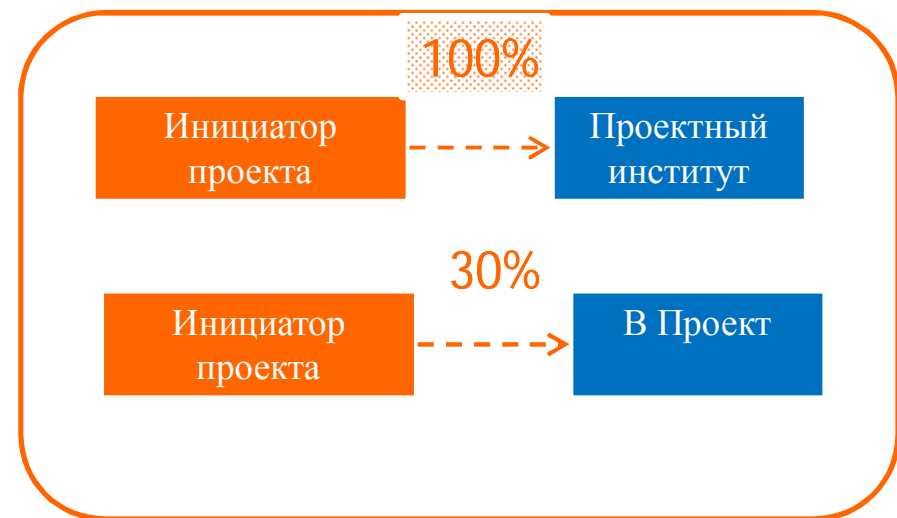 100%
Инициатор
проекта
Проектный
институт
30%
Инициатор
проекта
В Проект